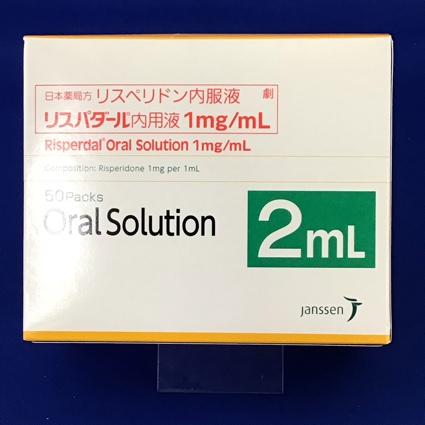 日本薬局方 リスペリドン内服液 劇
リスパダール®内用液 1mg/mL
Risperdal® Oral Solution 1mg/mL
Composition: Risperidone 1mg per 1mL
50Packs
Oral Solution
2mL
janssen